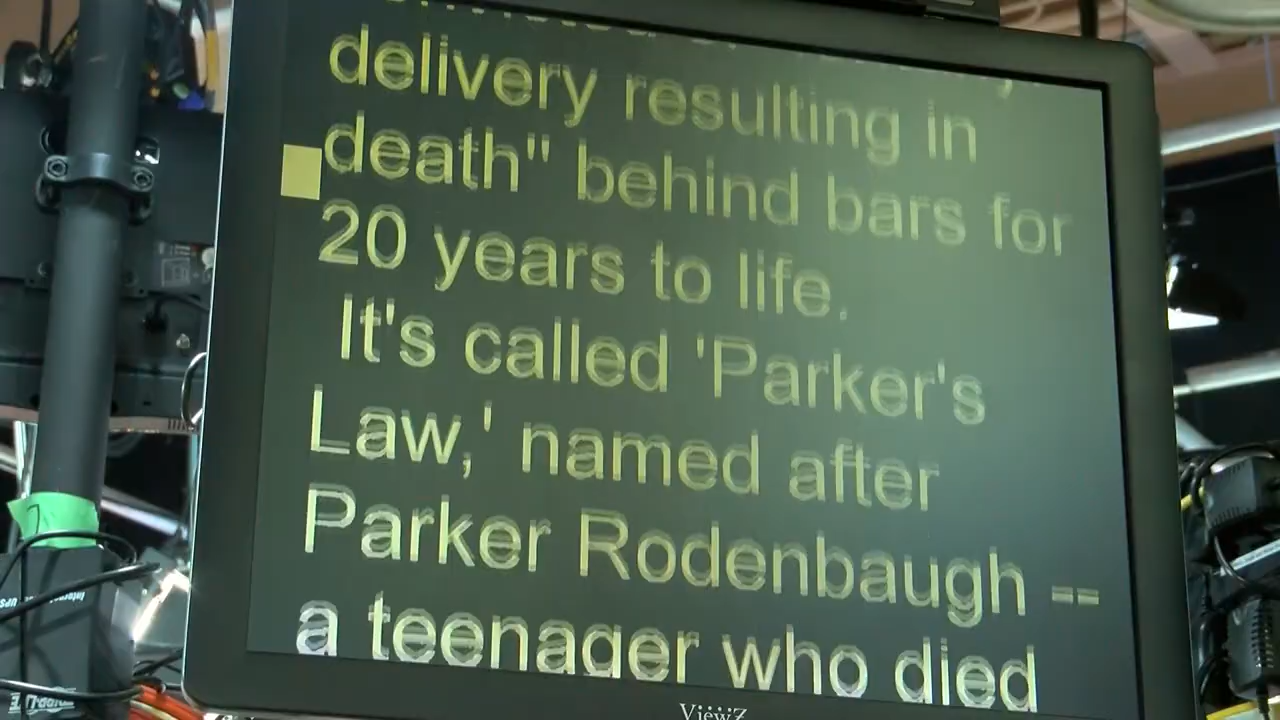 delivery resulting in
death" behind bars for
20 years to life.
It's called 'Parker's
Law,' named after
Parker Rodenbaugh --
a teenager who died
ViewZ